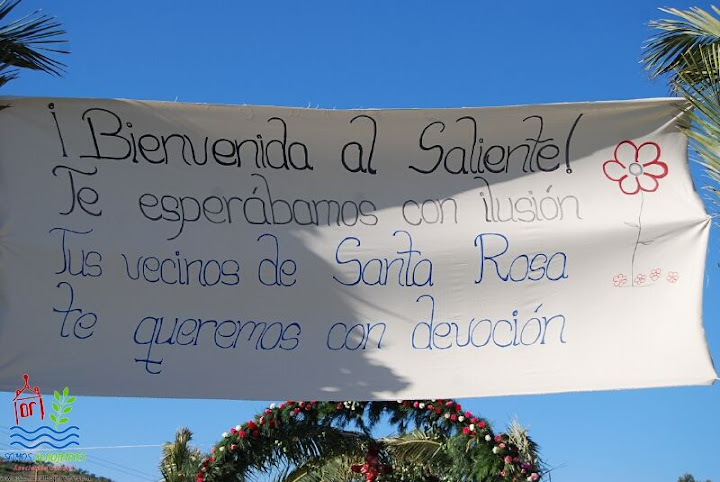 ¡Bienvenida al Saliente!
Te esperábamos con ilusión
Tus vecinos de Santa Rosa
te queremos con devoción